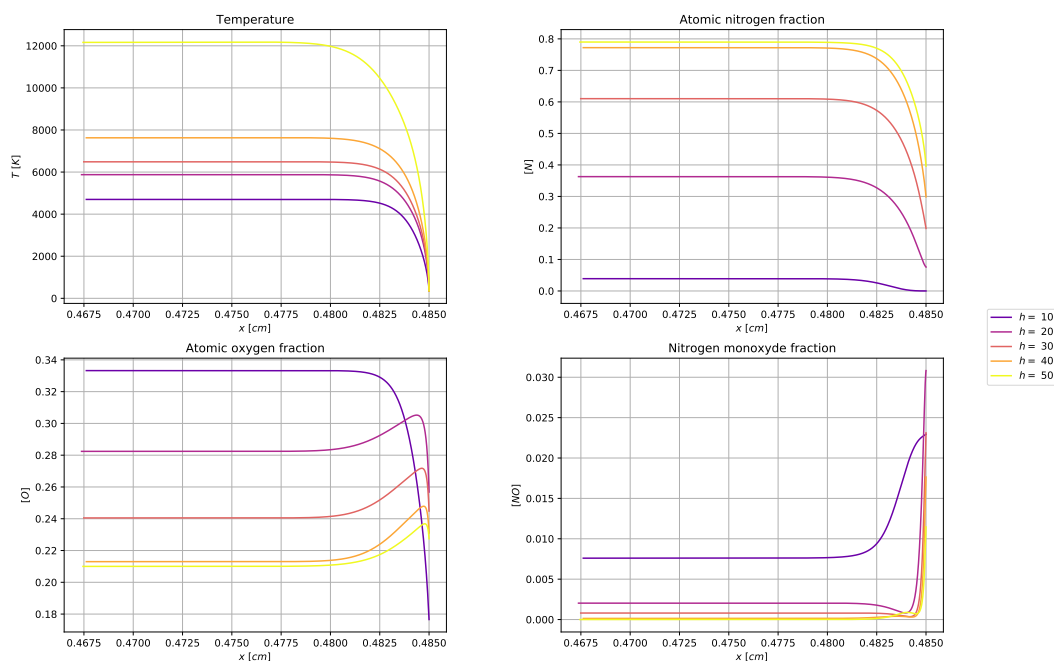 Temperature
12000
10000
8000
6000
4000
2000
0
T [K]
0.4675 0.4700 0.4725 0.4750 0.4775 0.4800 0.4825 0.4850
x [cm]
Atomic nitrogen fraction
0.8
0.7
0.6
0.5
0.4
0.3
0.2
0.1
0.0
[N]
0.4675 0.4700 0.4725 0.4750 0.4775 0.4800 0.4825 0.4850
x [cm]
Atomic oxygen fraction
0.34
0.32
0.30
0.28
0.26
0.24
0.22
0.20
0.18
[O]
0.4675 0.4700 0.4725 0.4750 0.4775 0.4800 0.4825 0.4850
x [cm]
Nitrogen monoxyde fraction
0.030
0.025
0.020
0.015
0.010
0.005
0.000
[NO]
0.4675 0.4700 0.4725 0.4750 0.4775 0.4800 0.4825 0.4850
x [cm]
h = 10
h = 20
h = 30
h = 40
h = 50